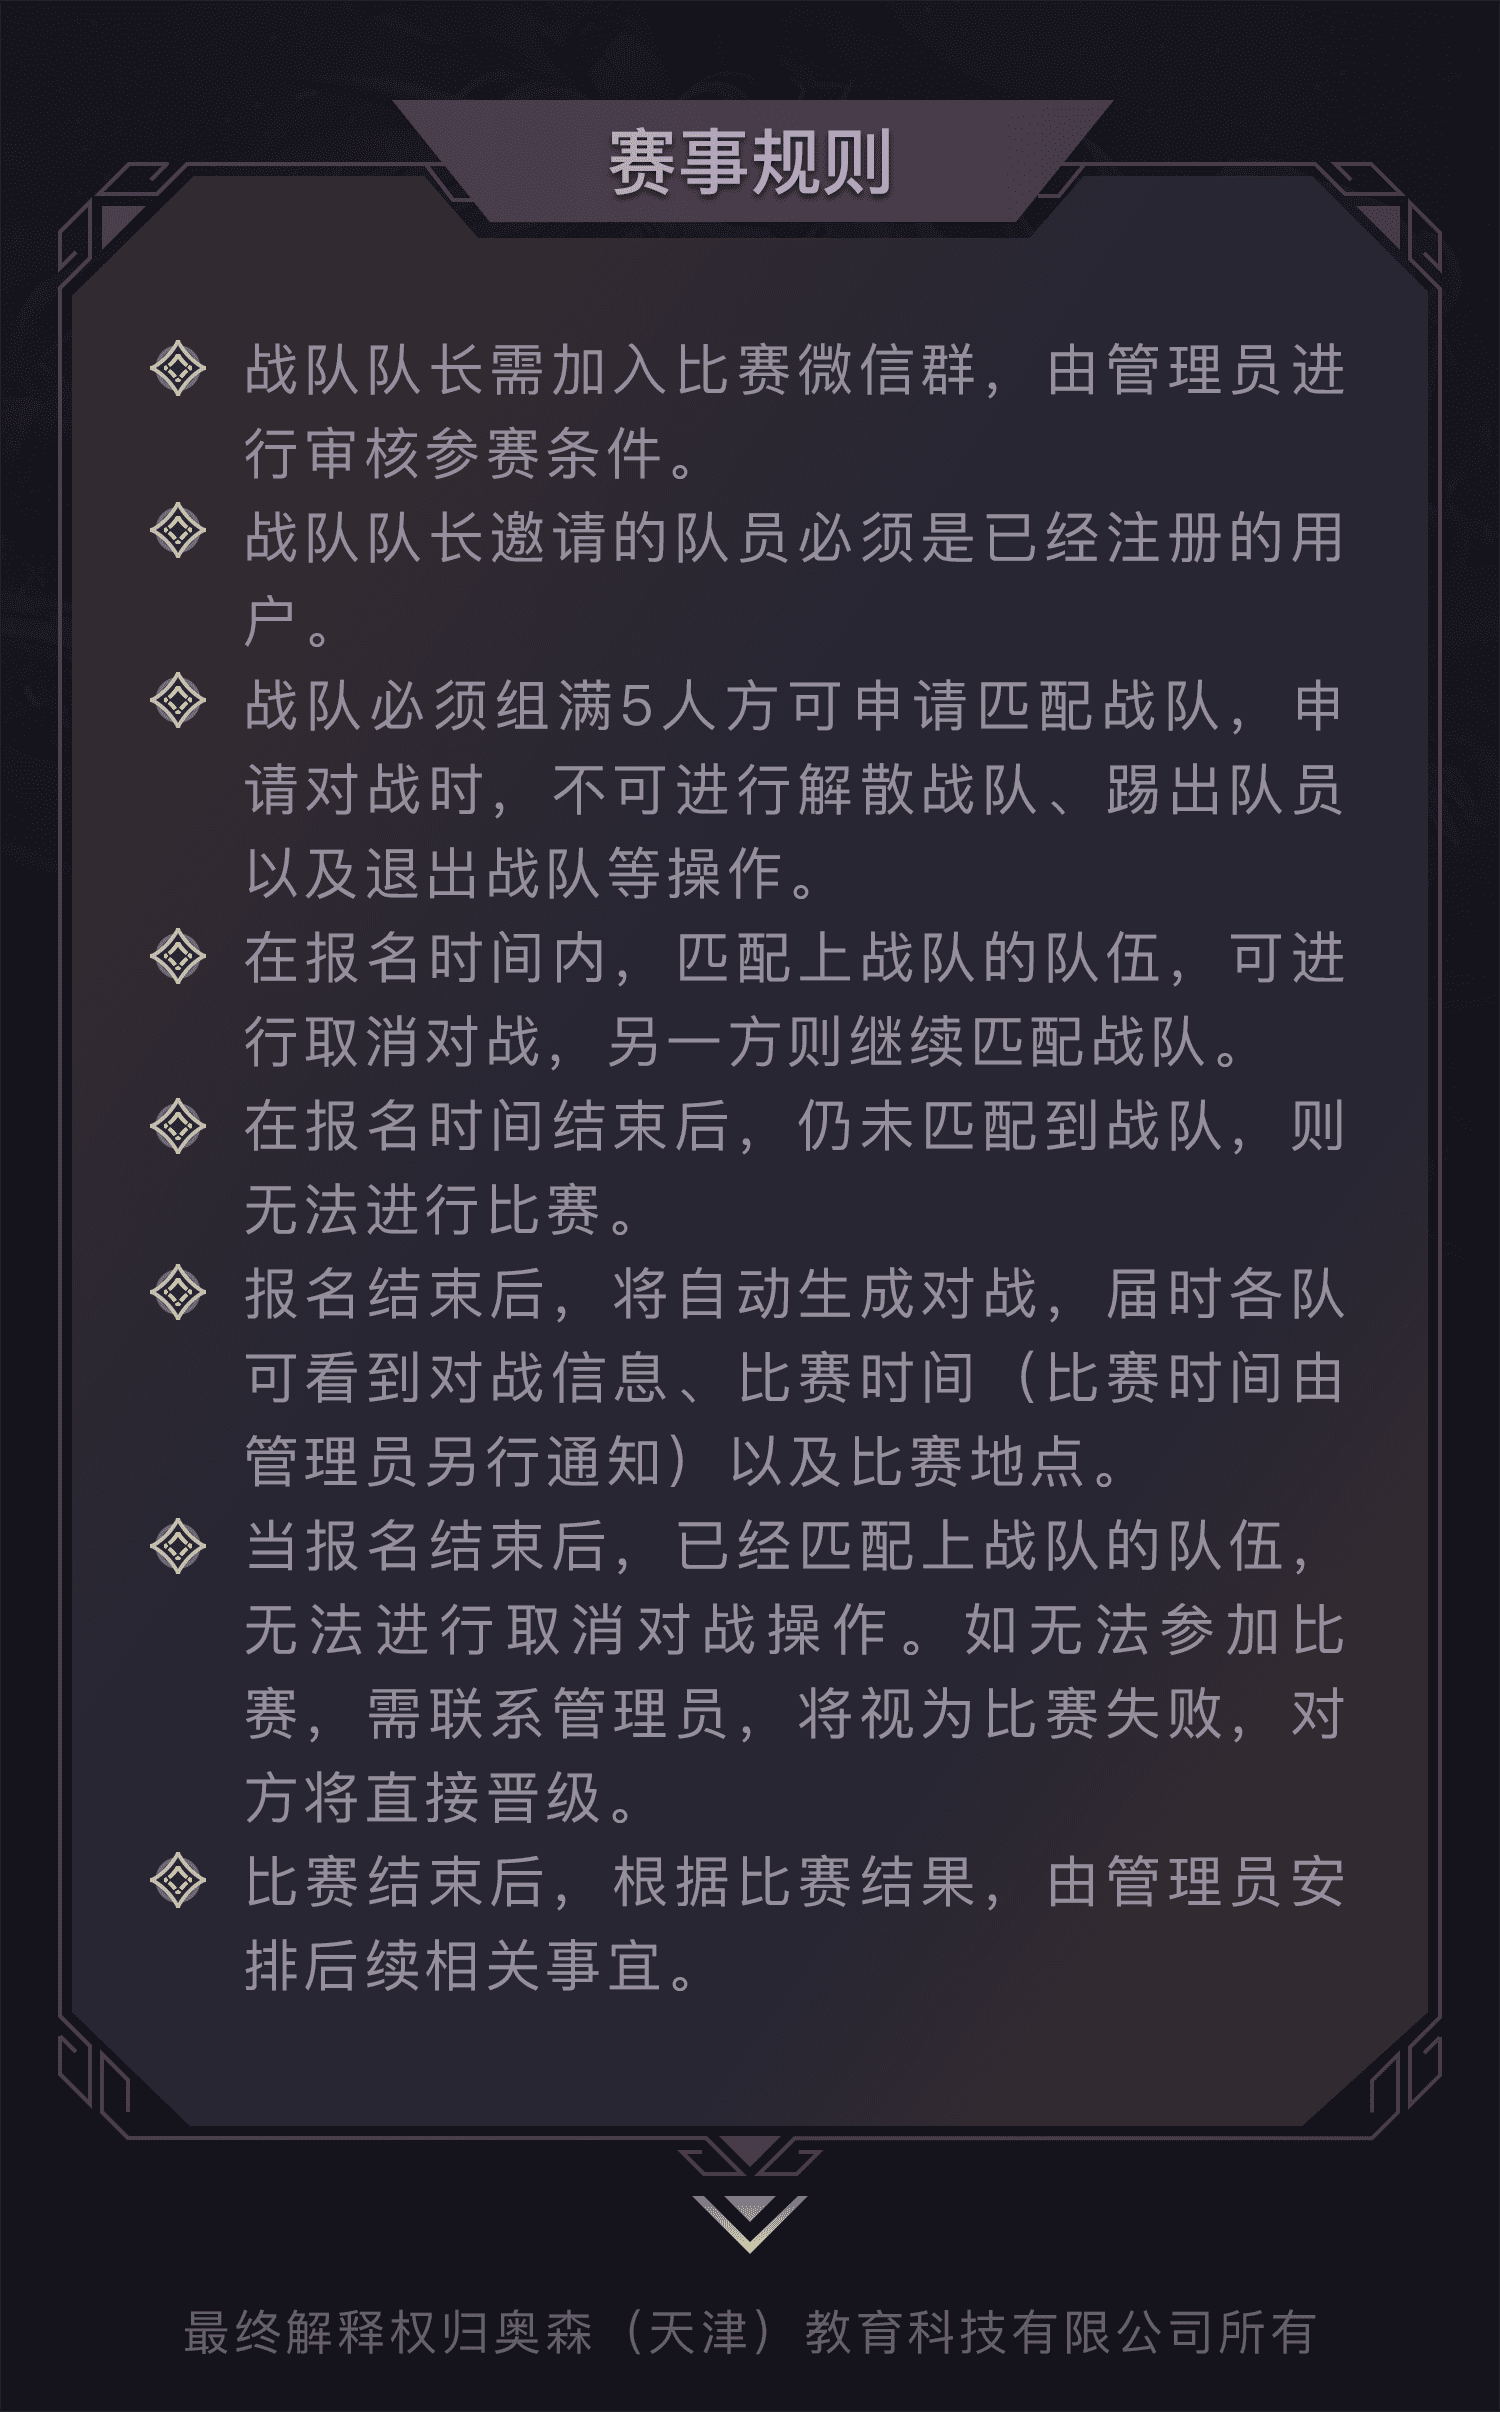 赛事规则
战队队长需加入比赛微信群，由管理员进
行审核参赛条件。
战队队长邀请的队员必须是已经注册的用
户。
战队必须组满5人方可申请匹配战队，申
请对战时，不可进行解散战队、踢出队员
以及退出战队等操作。
在报名时间内，匹配上战队的队伍，可进
行取消对战，另一方则继续匹配战队。
在报名时间结束后，仍未匹配到战队，则
无法进行比赛。
报名结束后，将自动生成对战，届时各队
可看到对战信息、比赛时间（比赛时间由
管理员另行通知）以及比赛地点。
当报名结束后，已经匹配上战队的队伍，
无法进行取消对战操作。如无法参加比
赛，需联系管理员，将视为比赛失败，对
方将直接晋级。
比赛结束后，根据比赛结果，由管理员安
排后续相关事宜。
最终解释权归奥森（天津）教育科技有限公司所有